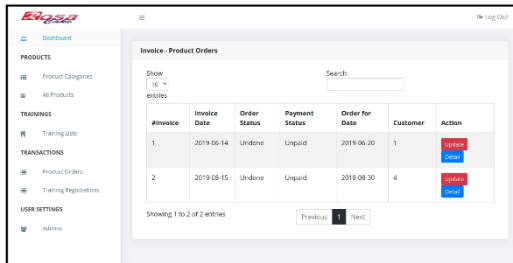 Rosa
Cake
Log Out
Dashboard
PRODUCTS
Product Categories
All Products
TRAININGS
Training Lists
TRANSACTIONS
Product Orders
Training Registrations
USER SETTINGS
Admins
Invoice - Product Orders
Show
10
entries
Search:
#Invoice Invoice Date Order Status Payment Status Order for Date Customer Action
1 2019-06-14 Undone Unpaid 2019-06-20 1 Update Detail
2 2019-08-15 Undone Unpaid 2019-08-30 4 Update Detail
Showing 1 to 2 of 2 entries
Previous 1 Next